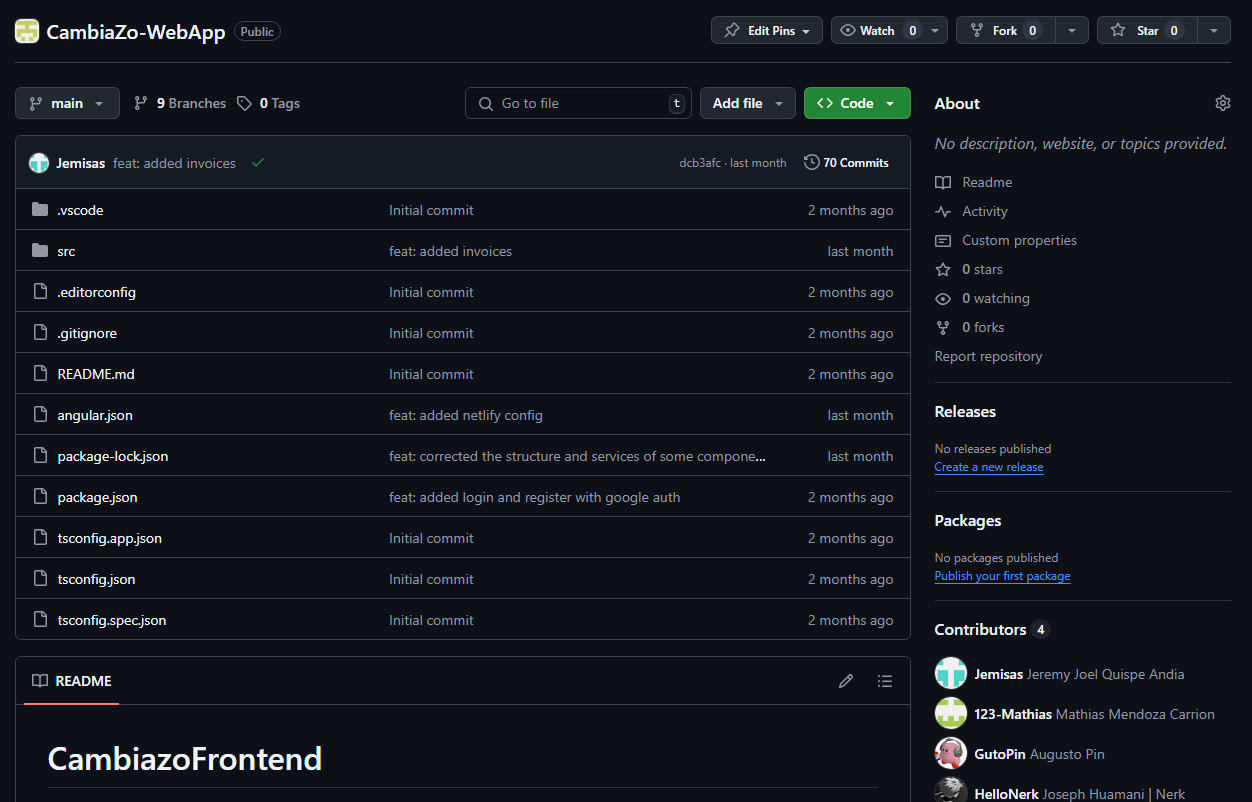 CambiaZo-WebApp Public Edit Pins Watch 0 Fork 0 Star 0
main 9 Branches 0 Tags Go to file t Add file Code
Jemisas feat: added invoices dcb3afc · last month 70 Commits
.vscode Initial commit 2 months ago
src feat: added invoices last month
.editorconfig Initial commit 2 months ago
.gitignore Initial commit 2 months ago
README.md Initial commit 2 months ago
angular.json feat: added netlify config last month
package-lock.json feat: corrected the structure and services of some compone... last month
package.json feat: added login and register with google auth 2 months ago
tsconfig.app.json Initial commit 2 months ago
tsconfig.json Initial commit 2 months ago
tsconfig.spec.json Initial commit 2 months ago
README
CambiazoFrontend
About
No description, website, or topics provided.
Readme
Activity
Custom properties
0 stars
0 watching
0 forks
Report repository
Releases
No releases published
Create a new release
Packages
No packages published
Publish your first package
Contributors 4
Jemisas Jeremy Joel Quispe Andia
123-Mathias Mathias Mendoza Carrion
GutoPin Augusto Pin
HelloNerk Joseph Huamani | Nerk